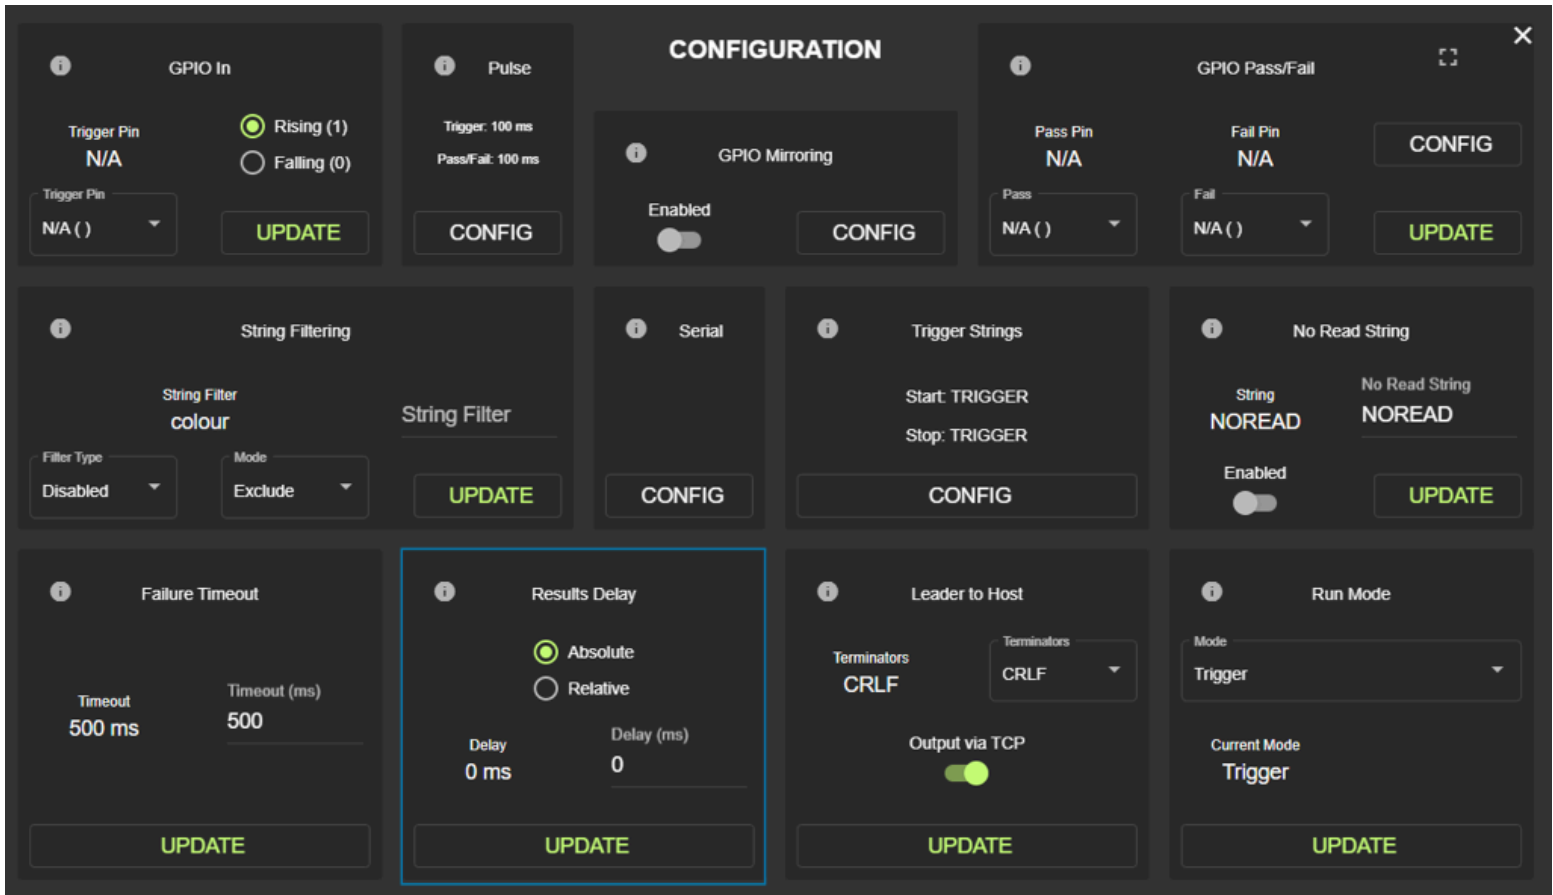 CONFIGURATION
GPIO In
Trigger Pin
N/A
Rising (1)
Falling (0)
Trigger Pin
N/A ( )
UPDATE
Pulse
Trigger: 100 ms
Pass/Fail: 100 ms
CONFIG
GPIO Mirroring
Enabled
CONFIG
GPIO Pass/Fail
Pass Pin
N/A
Fail Pin
N/A
CONFIG
Pass
N/A ( )
Fail
N/A ( )
UPDATE
String Filtering
String Filter
colour
String Filter
Filter Type
Disabled
Mode
Exclude
UPDATE
Serial
CONFIG
Trigger Strings
Start: TRIGGER
Stop: TRIGGER
CONFIG
No Read String
String
NOREAD
No Read String
NOREAD
Enabled
UPDATE
Failure Timeout
Timeout
500 ms
Timeout (ms)
500
UPDATE
Results Delay
Absolute
Relative
Delay
0 ms
Delay (ms)
0
UPDATE
Leader to Host
Terminators
CRLF
Terminators
CRLF
Output via TCP
UPDATE
Run Mode
Mode
Trigger
Current Mode
Trigger
UPDATE